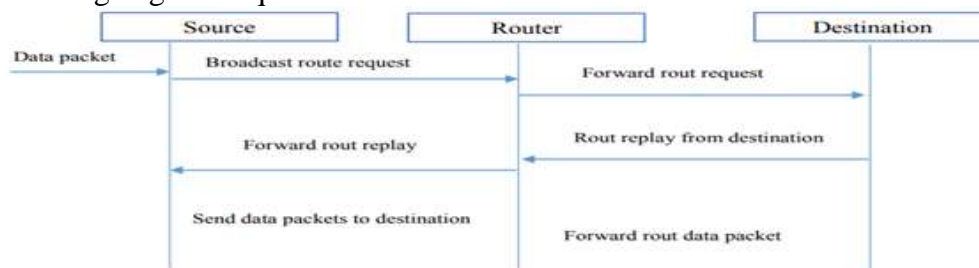 Source
Router
Destination
Data packet
Broadcast route request
Forward rout request
Rout replay from destination
Forward rout replay
Send data packets to destination
Forward rout data packet